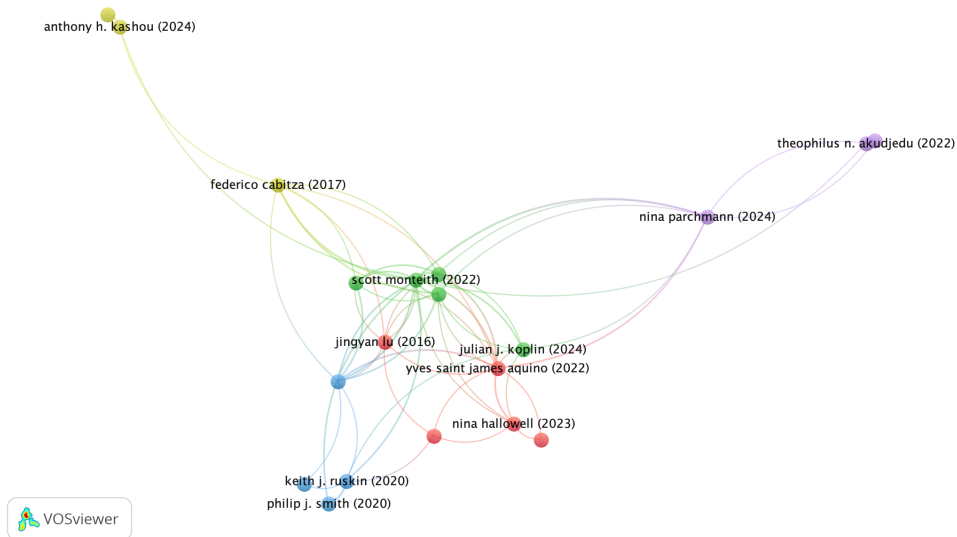 anthony h. kashou (2024)
theophilus n. akudjedu (2022)
federico cabitza (2017)
nina parchmann (2024)
scott monteith (2022)
jingyan lu (2016)
julian j. koplin (2024)
yves saint james aquino (2022)
nina hallowell (2023)
keith j. ruskin (2020)
philip j. smith (2020)
VOSviewer